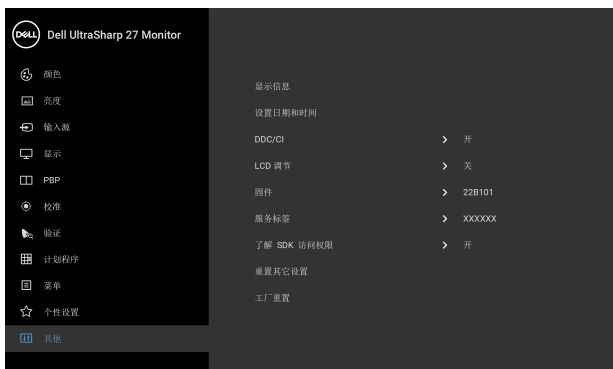 DELL Dell UltraSharp 27 Monitor
颜色
亮度
输入源
显示
PBP
校准
验证
计划程序
菜单
个性设置
其他
显示信息
设置日期和时间
DDC/CI > 开
LCD 调节 > 关
固件 > 22B101
服务标签 > XXXXXX
了解 SDK 访问权限 > 开
重置其它设置
工厂重置